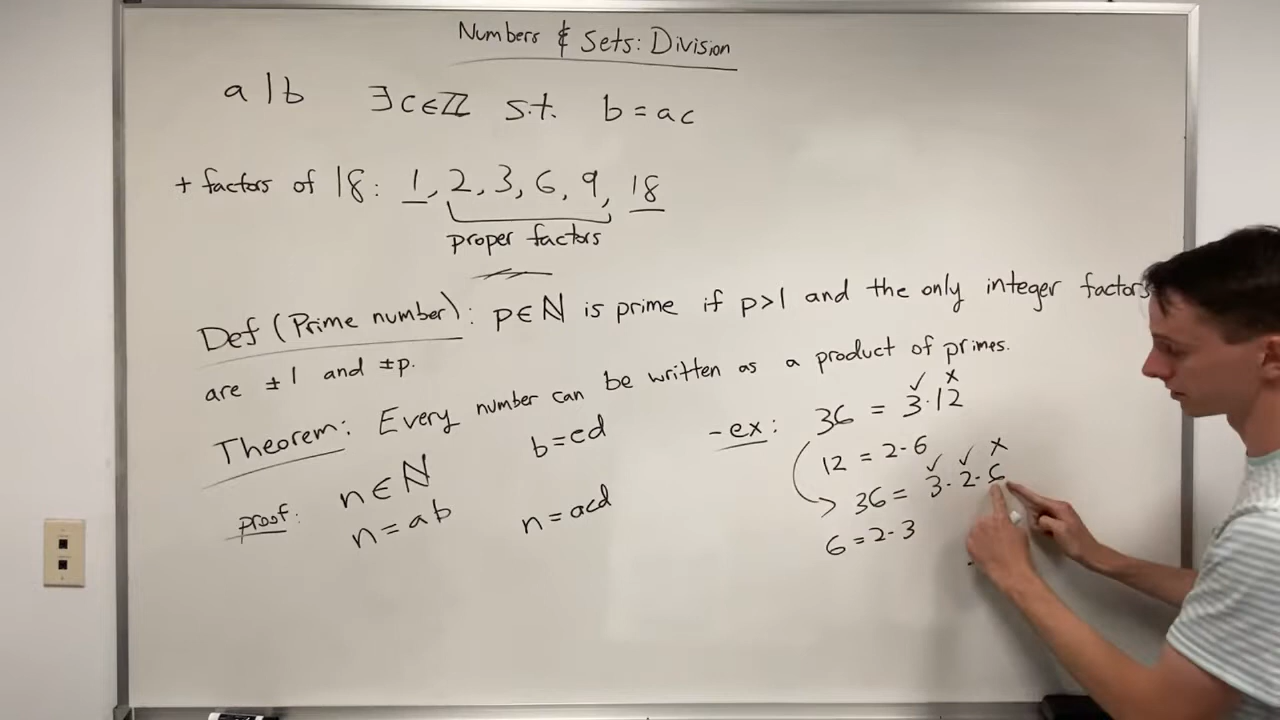 Numbers & Sets: Division
a | b ∃ c ∈ ℤ s.t. b = ac
+ factors of 18: 1, 2, 3, 6, 9, 18
proper factors
Def (Prime number): p ∈ ℕ is prime if p > 1 and the only integer factors
are ±1 and ±p.
Theorem: Every number can be written as a product of primes.
proof: n ∈ ℕ
n = ab
b = cd
n = acd
- ex: 36 = 3·12
✓ ×
12 = 2·6
✓ ✓ ×
36 = 3·2·6
6 = 2·3